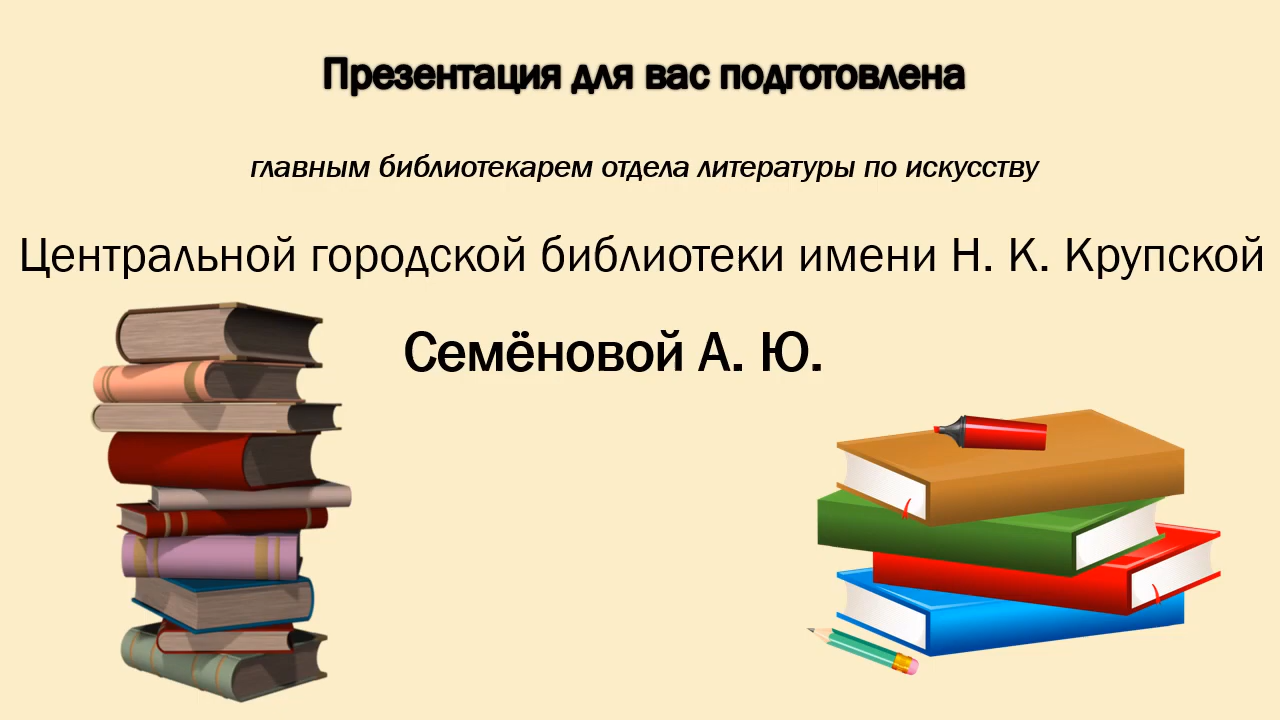 Презентация для вас подготовлена
главным библиотекарем отдела литературы по искусству
Центральной городской библиотеки имени Н. К. Крупской
Семёновой А. Ю.